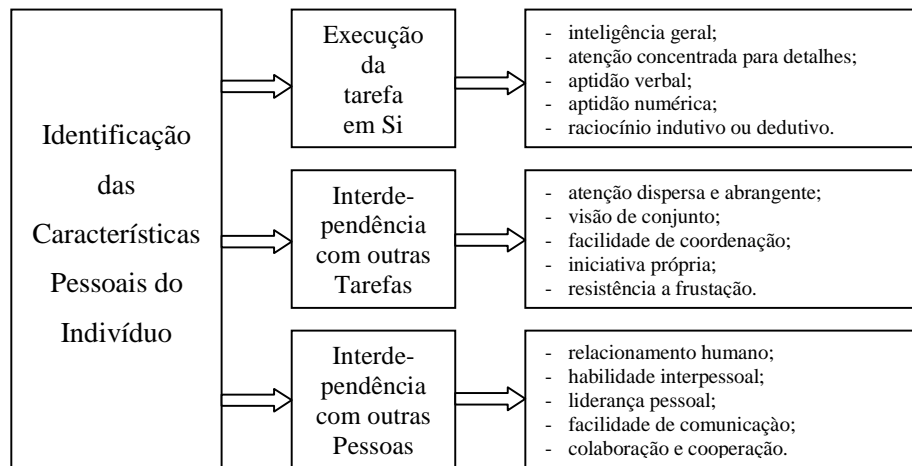 Identificação
das
Características
Pessoais do
Indivíduo
Execução
da
tarefa
em Si
- inteligência geral;
- atenção concentrada para detalhes;
- aptidão verbal;
- aptidão numérica;
- raciocínio indutivo ou dedutivo.
Interde-
pendência
com outras
Tarefas
- atenção dispersa e abrangente;
- visão de conjunto;
- facilidade de coordenação;
- iniciativa própria;
- resistência a frustação.
Interde-
pendência
com outras
Pessoas
- relacionamento humano;
- habilidade interpessoal;
- liderança pessoal;
- facilidade de comunicaçào;
- colaboração e cooperação.